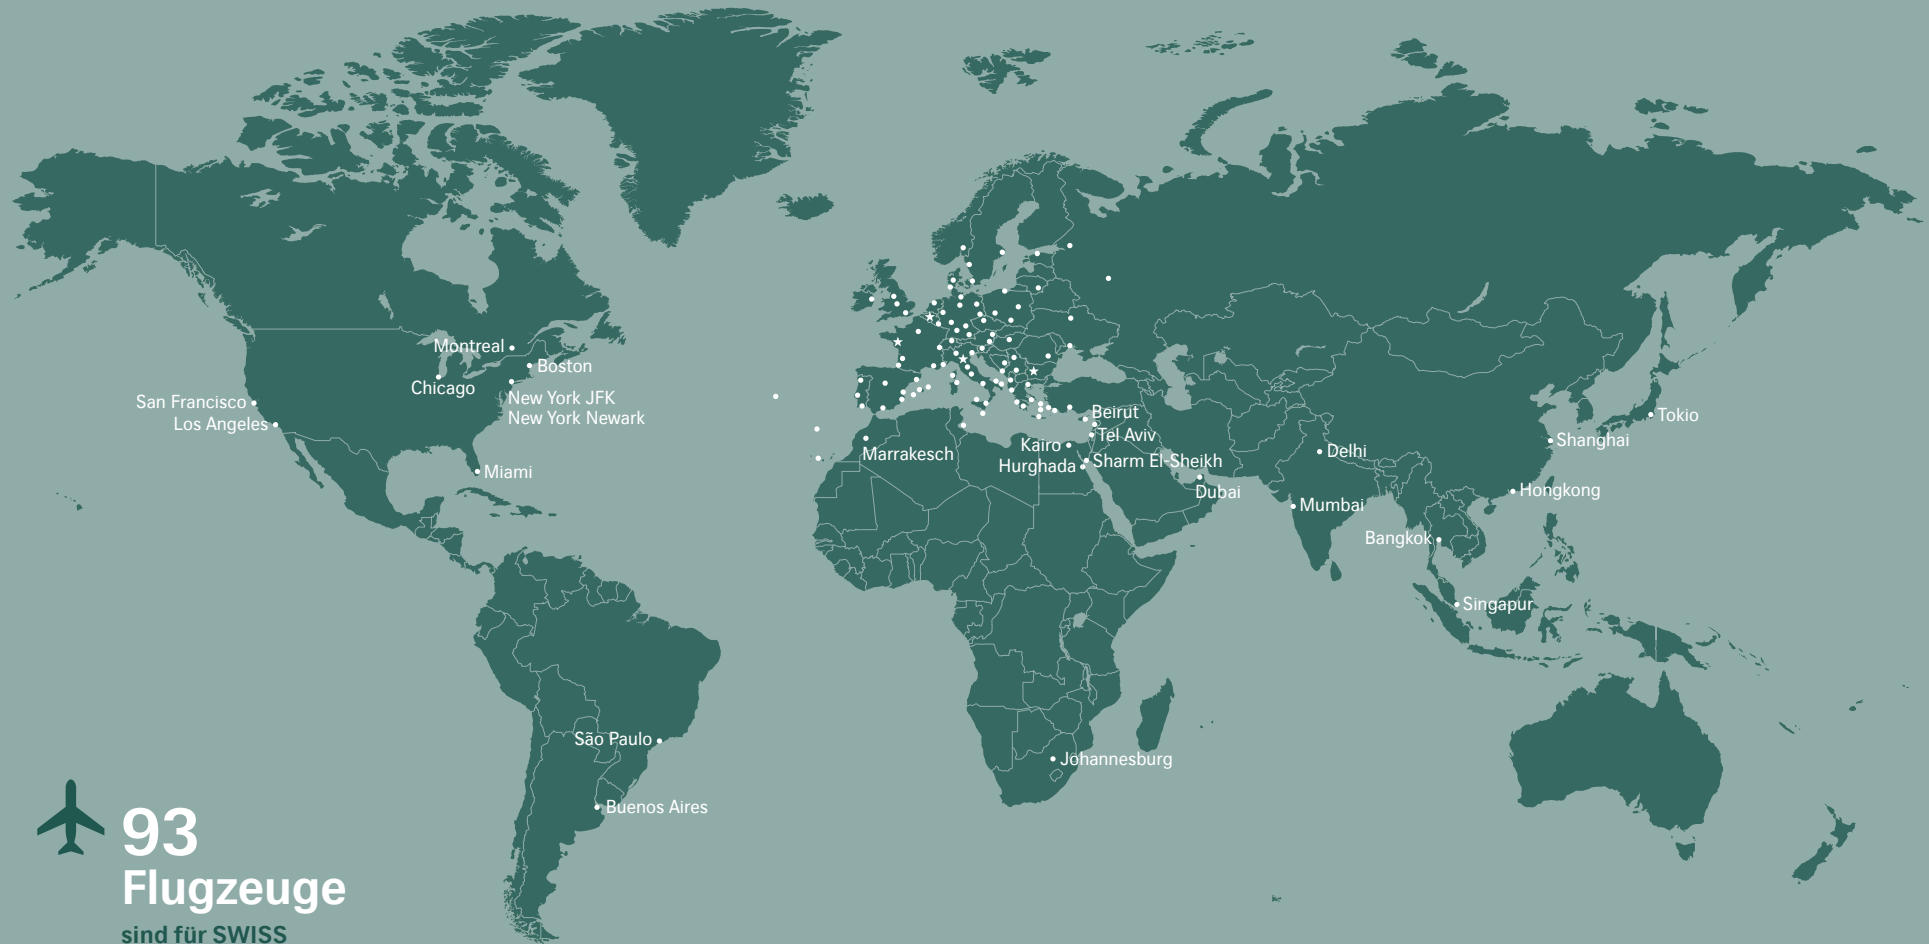 Montreal
Boston
Chicago
San Francisco
New York JFK
Los Angeles
New York Newark
Miami
Beirut
Tel Aviv
Kairo
Marrakesch
Sharm El-Sheikh
Hurghada
Dubai
Delhi
Mumbai
Tokio
Shanghai
Hongkong
Bangkok
Singapur
São Paulo
Johannesburg
Buenos Aires
93
Flugzeuge
sind für SWISS